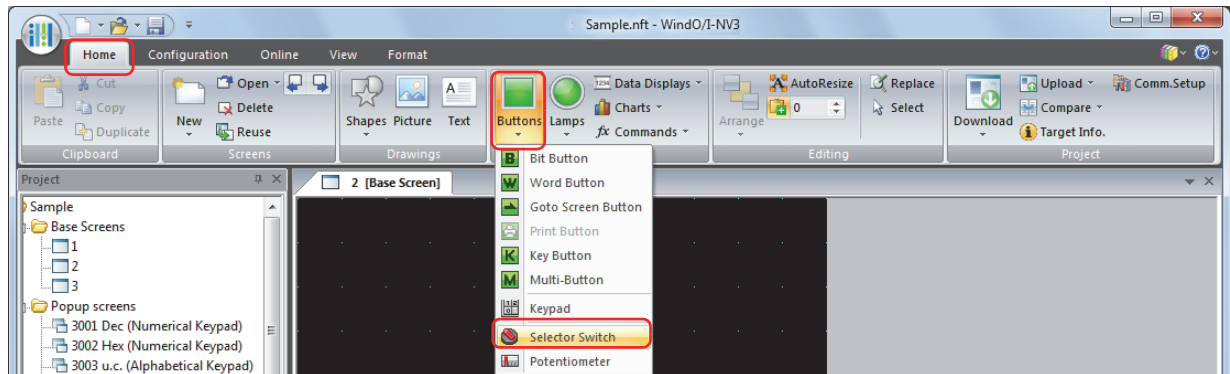 Sample.nft - WindO/I-NV3
Home Configuration Online View Format
Paste Cut Copy Duplicate
Clipboard
New Open Delete Reuse
Screens
Shapes Picture Text
Drawings
Buttons Lamps Data Displays Charts fx Commands
Arrange AutoResize 0 Replace Select
Editing
Download Upload Compare Target Info. Comm.Setup
Project
Project
2 [Base Screen]
Sample
Base Screens
1
2
3
Popup screens
3001 Dec (Numerical Keypad)
3002 Hex (Numerical Keypad)
3003 u.c. (Alphabetical Keypad)
B Bit Button
W Word Button
Goto Screen Button
Print Button
K Key Button
M Multi-Button
Keypad
Selector Switch
Potentiometer